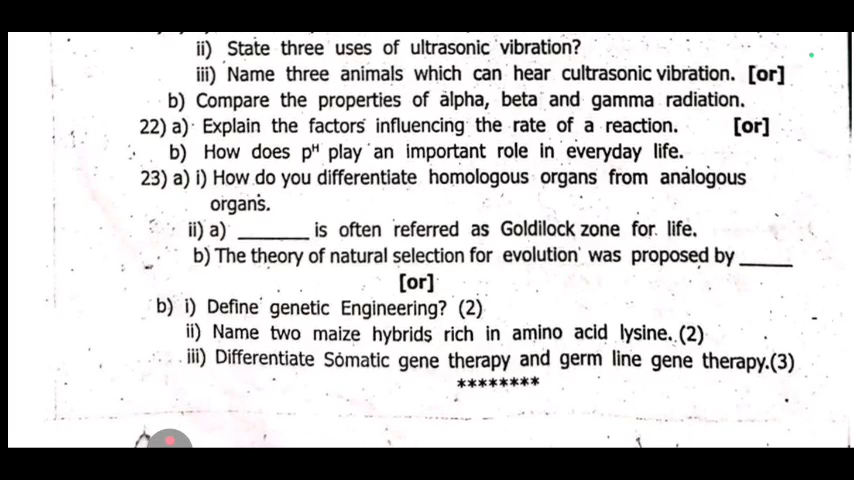 ii) State three uses of ultrasonic vibration?
iii) Name three animals which can hear cultrasonic vibration. [or]
b) Compare the properties of alpha, beta and gamma radiation.
22) a) Explain the factors influencing the rate of a reaction. [or]
b) How does pᴴ play an important role in everyday life.
23) a) i) How do you differentiate homologous organs from analogous
organs.
ii) a) _______ is often referred as Goldilock zone for life.
b) The theory of natural selection for evolution was proposed by _____
[or]
b) i) Define genetic Engineering? (2)
ii) Name two maize hybrids rich in amino acid lysine. (2)
iii) Differentiate Somatic gene therapy and germ line gene therapy.(3)
********